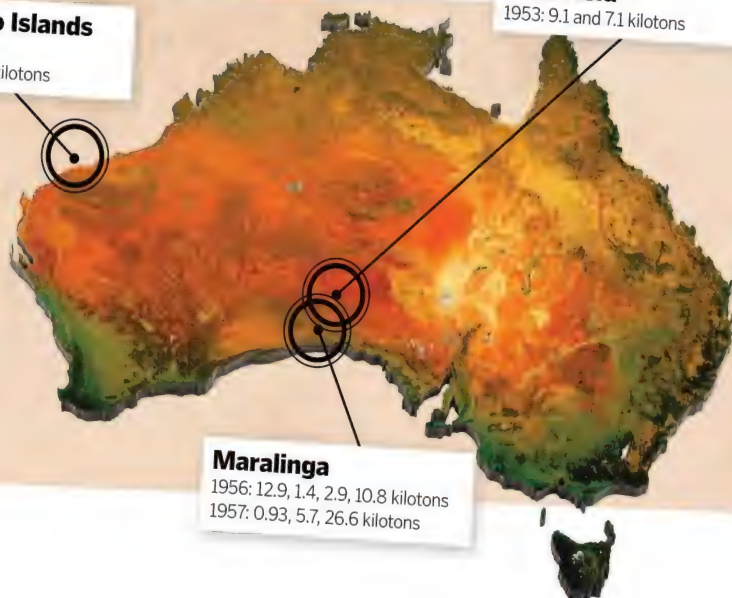 Islands
kilotons
1953: 9.1 and 7.1 kilotons
Maralinga
1956: 12.9, 1.4, 2.9, 10.8 kilotons
1957: 0.93, 5.7, 26.6 kilotons